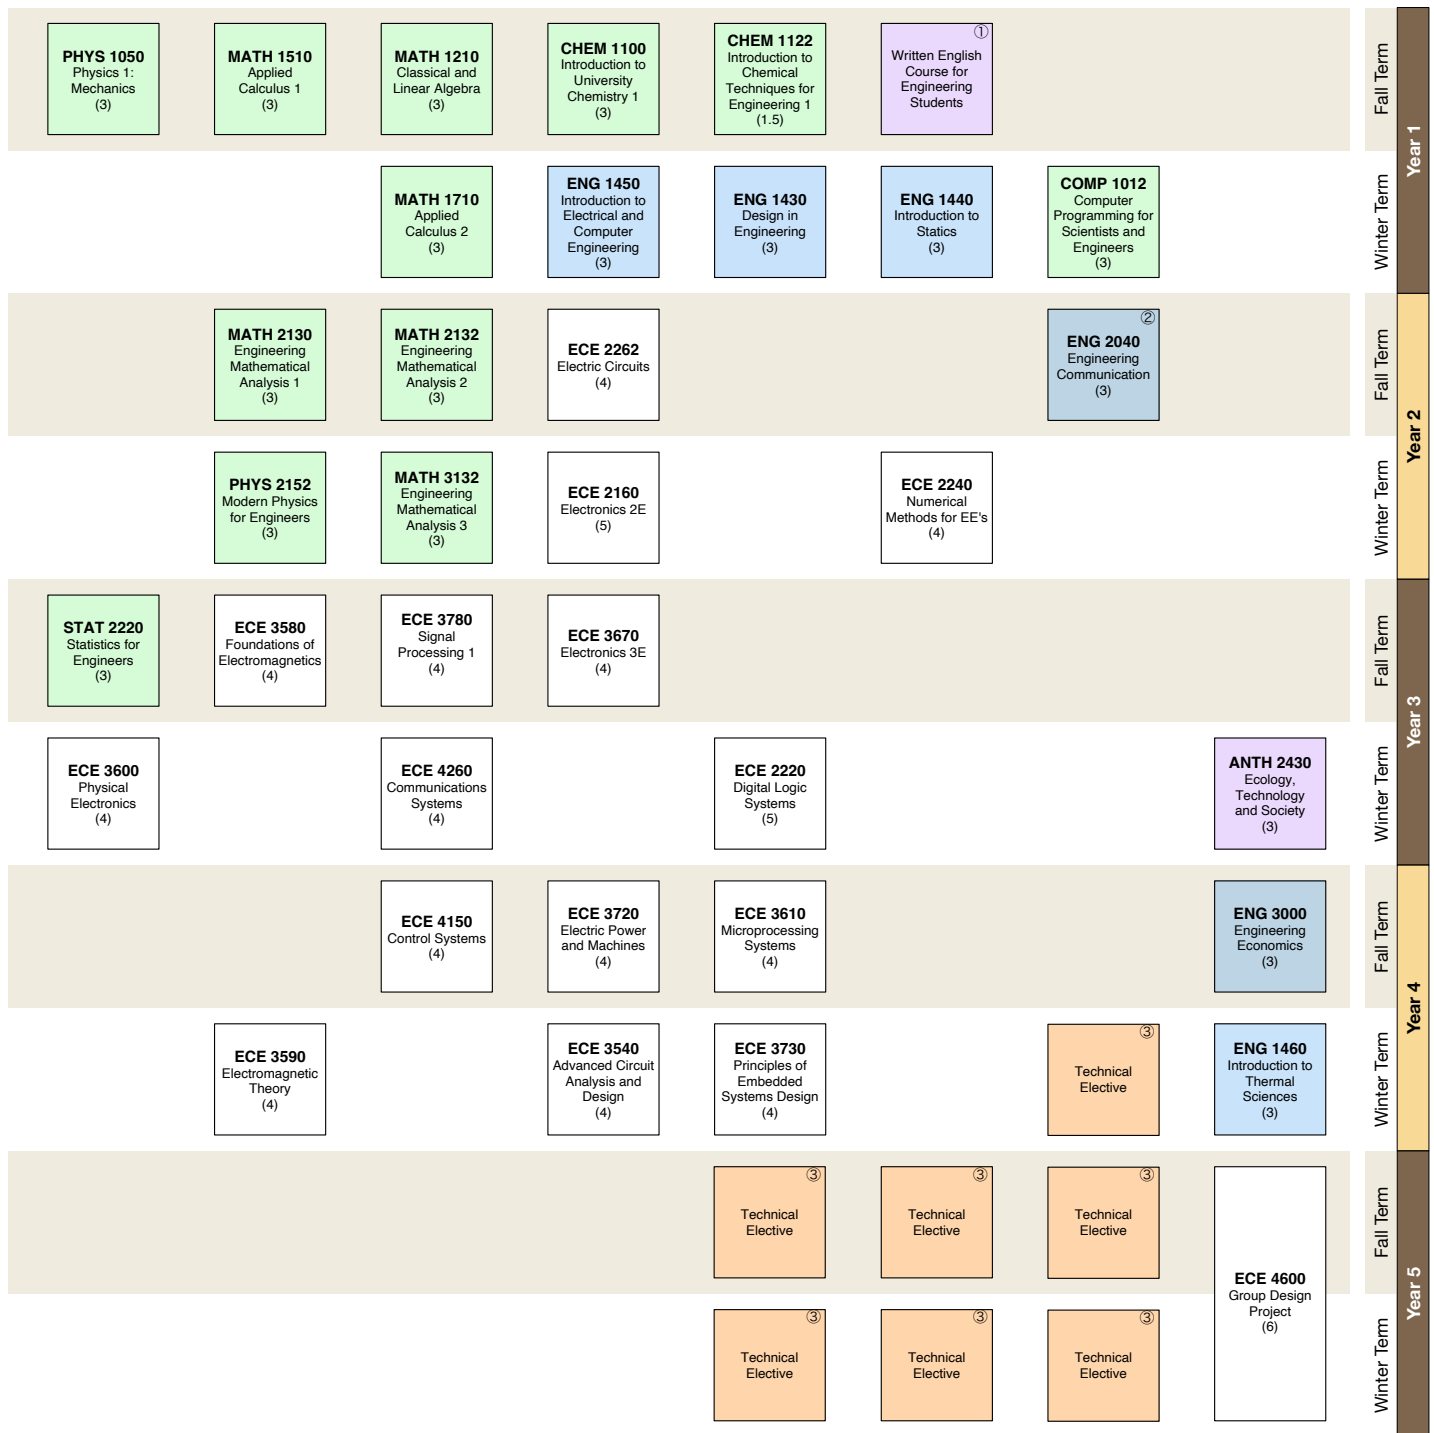 PHYS 1050
Physics 1:
Mechanics
(3)
MATH 1510
Applied
Calculus 1
(3)
MATH 1210
Classical and
Linear Algebra
(3)
CHEM 1100
Introduction to
University
Chemistry 1
(3)
CHEM 1122
Introduction to
Chemical
Techniques for
Engineering 1
(1.5)
①
Written English
Course for
Engineering
Students
Fall Term
Year 1
MATH 1710
Applied
Calculus 2
(3)
ENG 1450
Introduction to
Electrical and
Computer
Engineering
(3)
ENG 1430
Design in
Engineering
(3)
ENG 1440
Introduction to
Statics
(3)
COMP 1012
Computer
Programming for
Scientists and
Engineers
(3)
Winter Term
MATH 2130
Engineering
Mathematical
Analysis 1
(3)
MATH 2132
Engineering
Mathematical
Analysis 2
(3)
ECE 2262
Electric Circuits
(4)
②
ENG 2040
Engineering
Communication
(3)
Fall Term
Year 2
PHYS 2152
Modern Physics
for Engineers
(3)
MATH 3132
Engineering
Mathematical
Analysis 3
(3)
ECE 2160
Electronics 2E
(5)
ECE 2240
Numerical
Methods for EE's
(4)
Winter Term
STAT 2220
Statistics for
Engineers
(3)
ECE 3580
Foundations of
Electromagnetics
(4)
ECE 3780
Signal
Processing 1
(4)
ECE 3670
Electronics 3E
(4)
Fall Term
Year 3
ECE 3600
Physical
Electronics
(4)
ECE 4260
Communications
Systems
(4)
ECE 2220
Digital Logic
Systems
(5)
ANTH 2430
Ecology,
Technology
and Society
(3)
Winter Term
ECE 4150
Control Systems
(4)
ECE 3720
Electric Power
and Machines
(4)
ECE 3610
Microprocessing
Systems
(4)
ENG 3000
Engineering
Economics
(3)
Fall Term
Year 4
ECE 3590
Electromagnetic
Theory
(4)
ECE 3540
Advanced Circuit
Analysis and
Design
(4)
ECE 3730
Principles of
Embedded
Systems Design
(4)
③
Technical
Elective
ENG 1460
Introduction to
Thermal
Sciences
(3)
Winter Term
③
Technical
Elective
③
Technical
Elective
③
Technical
Elective
ECE 4600
Group Design
Project
(6)
Fall Term
Year 5
③
Technical
Elective
③
Technical
Elective
③
Technical
Elective
Winter Term